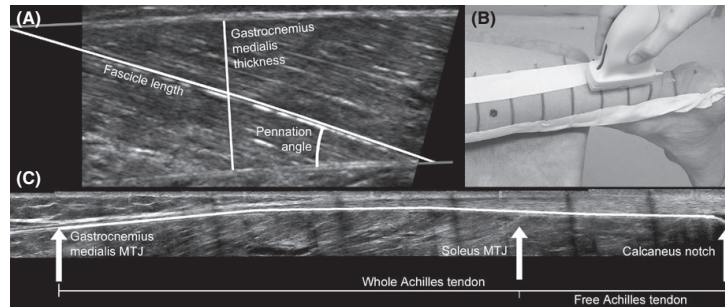 (A)
Gastrocnemius
medialis
thickness
Fascicle length
Pennation
angle
(B)
(C)
Gastrocnemius
medialis MTJ
Soleus MTJ
Calcaneus notch
Whole Achilles tendon
Free Achilles tendon